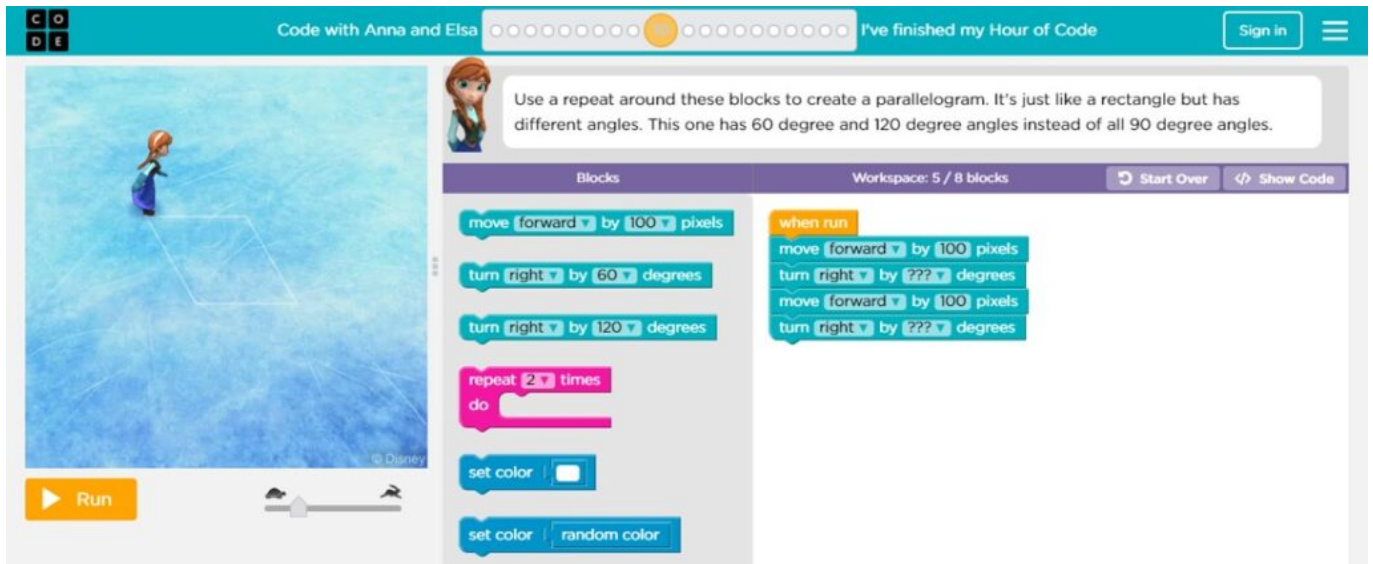 CO
DE
Code with Anna and Elsa
I've finished my Hour of Code
Sign in
Use a repeat around these blocks to create a parallelogram. It's just like a rectangle but has
different angles. This one has 60 degree and 120 degree angles instead of all 90 degree angles.
Blocks
Workspace: 5 / 8 blocks
Start Over
</> Show Code
move forward by 100 pixels
turn right by 60 degrees
turn right by 120 degrees
repeat 2 times
do
set color
set color random color
when run
move forward by 100 pixels
turn right by ??? degrees
move forward by 100 pixels
turn right by ??? degrees
© Disney
Run